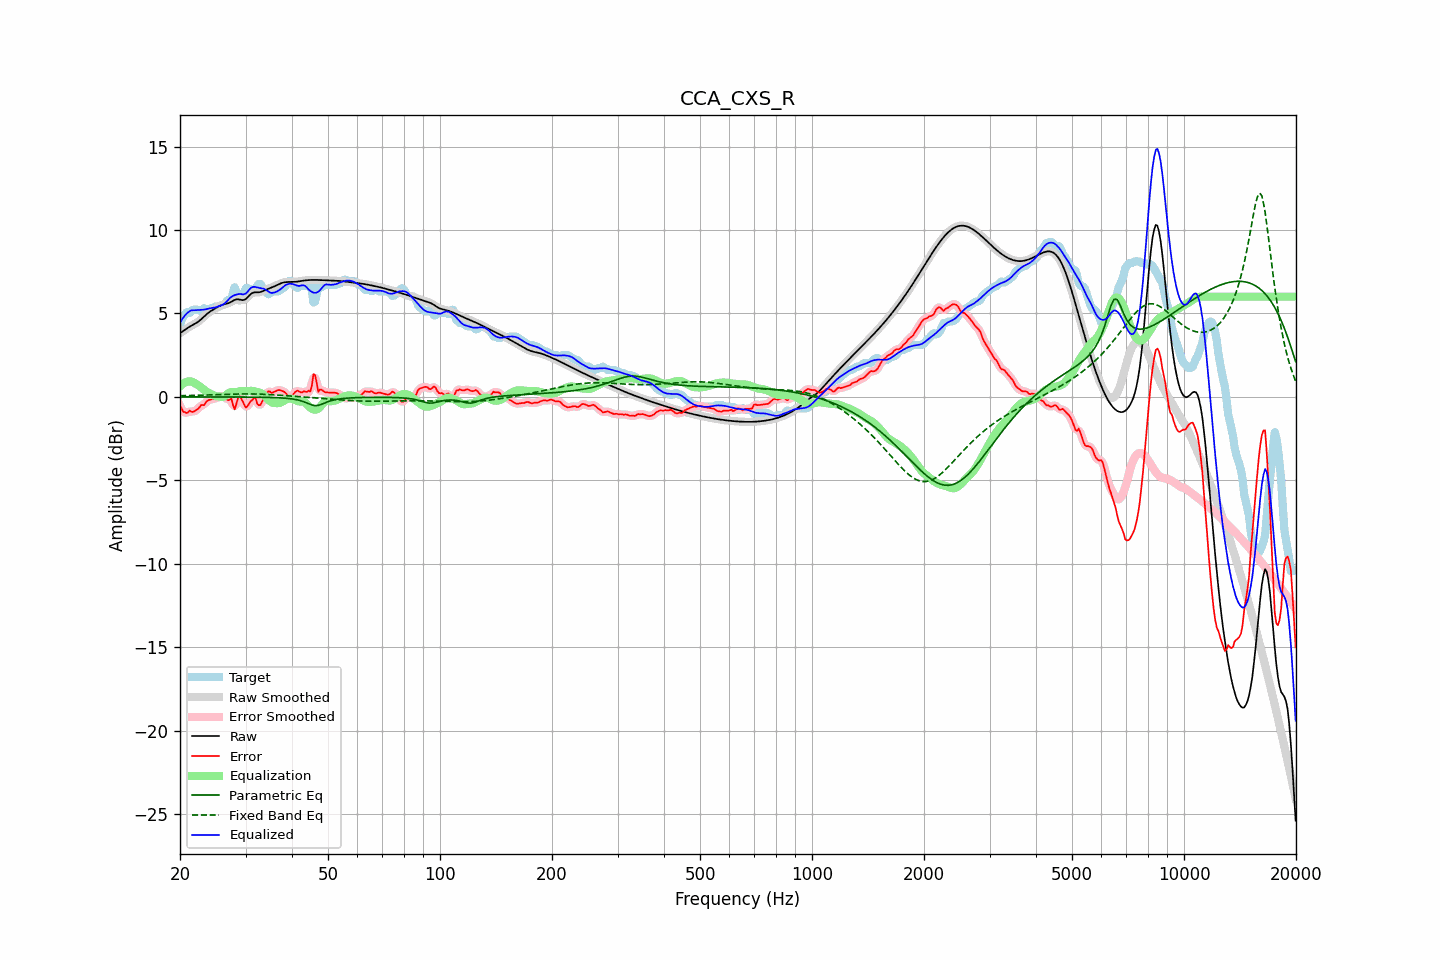 CCA_CXS_R
Amplitude (dBr)
15
10
5
0
−5
−10
−15
−20
−25
Target
Raw Smoothed
Error Smoothed
Raw
Error
Equalization
Parametric Eq
Fixed Band Eq
Equalized
20
50
100
200
500
1000
2000
5000
10000
20000
Frequency (Hz)